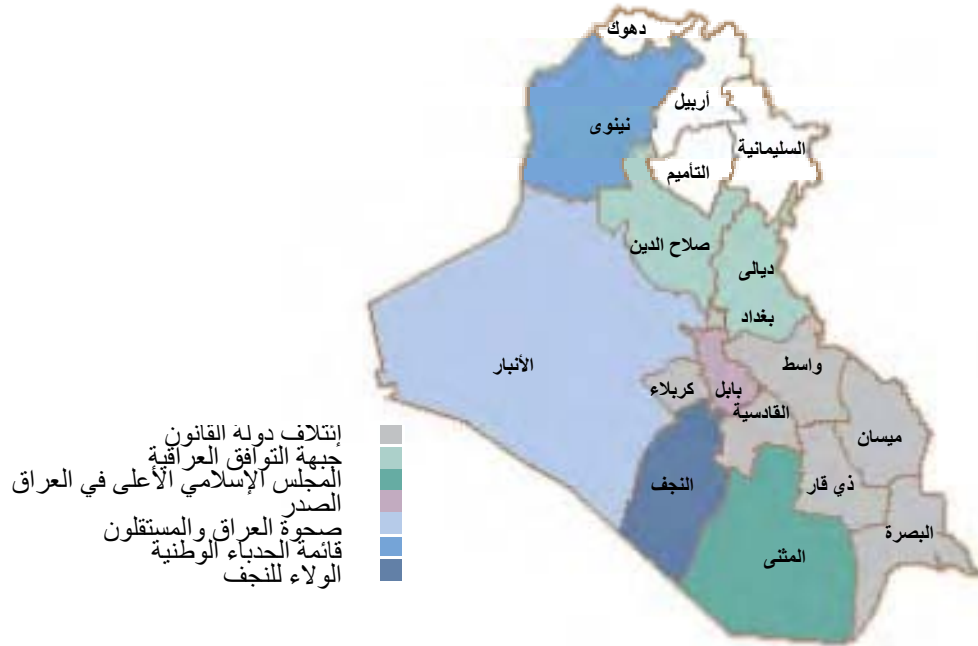 دهوك
أربيل
نينوى
السليمانية
التأميم
صلاح الدين
ديالى
بغداد
واسط
الأنبار
كربلاء
بابل
القادسية
ميسان
ذي قار
النجف
البصرة
المثنى
إئتلاف دولة القانون
جبهة التوافق العراقية
المجلس الإسلامي الأعلى في العراق
الصدر
صحوة العراق والمستقلون
قائمة الحدباء الوطنية
الولاء للنجف